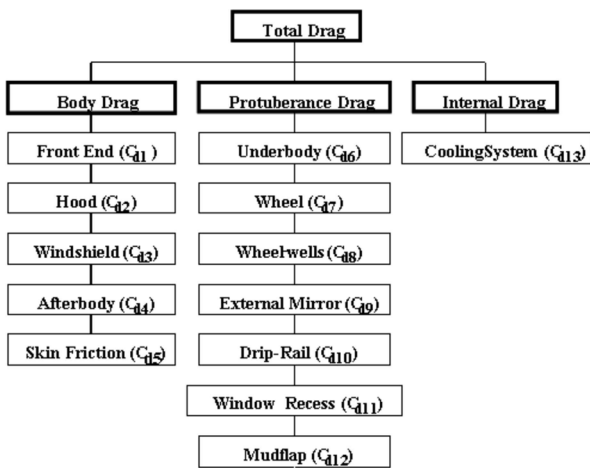 Total Drag
Body Drag
Protuberance Drag
Internal Drag
Front End (Cd1 )
Underbody (Cd6)
CoolingSystem (Cd13)
Hood (Cd2)
Wheel (Cd7)
Windshield (Cd3)
Wheel-wells (Cd8)
Afterbody (Cd4)
External Mirror (Cd9)
Skin Friction (Cd5)
Drip-Rail (Cd10)
Window Recess (Cd11)
Mudflap (Cd12)